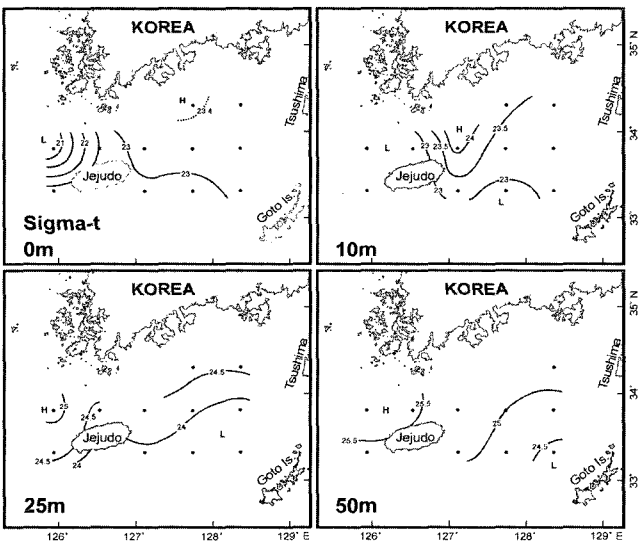 KOREA
H
23.4
Tsushima
L
21
22
23
Jejudo
23
Goto Is.
Sigma-t
0m
KOREA
35°N
H
24
23.5
34°
Tsushima
L
23
23.5
Jejudo
23
23
L
Goto Is.
33°
10m
KOREA
24.5
Tsushima
H
25
24.5
24
Jejudo
L
24.5
24
Goto Is.
25m
126°
127°
128°
129° E
KOREA
35°N
Tsushima
34°
H
25.5
25
Jejudo
25.5
24.5
L
Goto Is.
33°
50m
126°
127°
128°
129° E